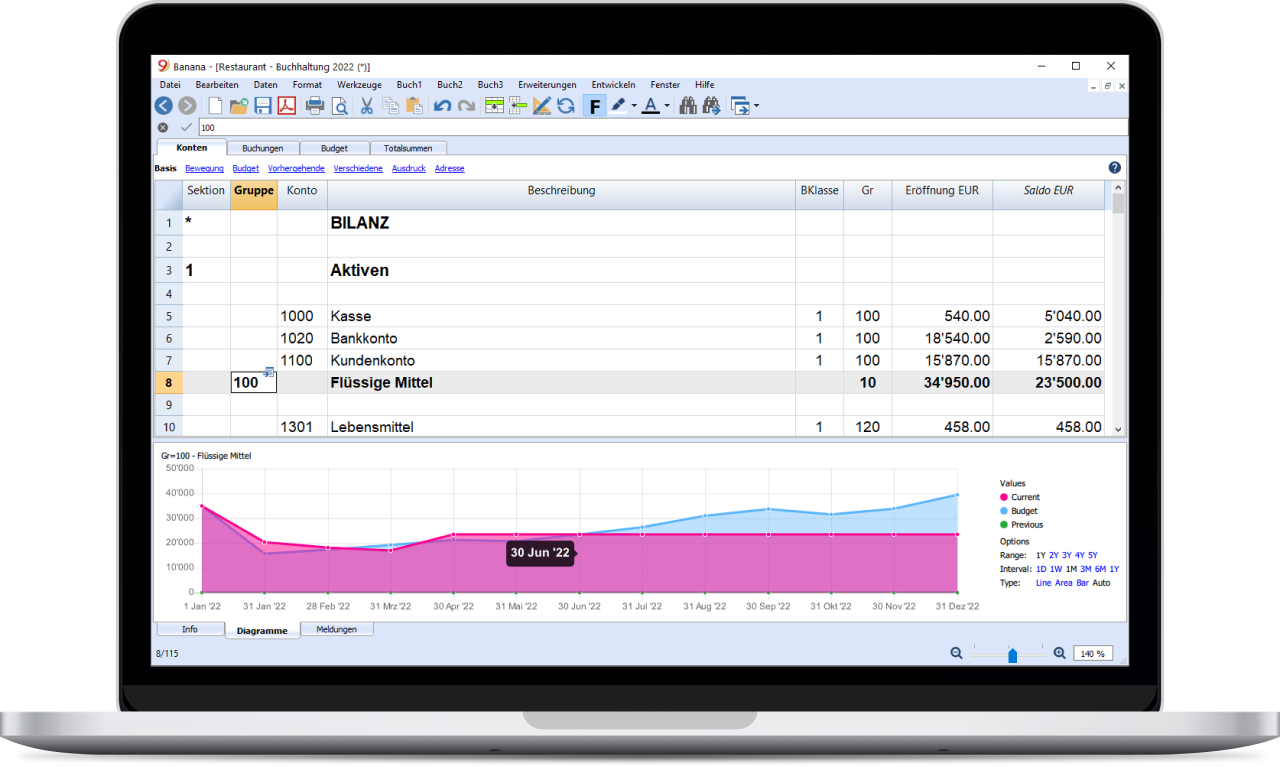 Banana - [Restaurant - Buchhaltung 2022 (*)]
Datei Bearbeiten Daten Format Werkzeuge Buch1 Buch2 Buch3 Erweiterungen Entwickeln Fenster Hilfe
F A
100
Konten Buchungen Budget Totalsummen
Basis Bewegung Budget Vorhergehende Verschiedene Ausdruck Adresse ?
Sektion Gruppe Konto Beschreibung BKlasse Gr Eröffnung EUR Saldo EUR
1 * BILANZ
2
3 1 Aktiven
4
5 1000 Kasse 1 100 540.00 5'040.00
6 1020 Bankkonto 1 100 18'540.00 2'590.00
7 1100 Kundenkonto 1 100 15'870.00 15'870.00
8 100 Flüssige Mittel 10 34'950.00 23'500.00
9
10 1301 Lebensmittel 1 120 458.00 458.00
Gr=100 - Flüssige Mittel
50'000
40'000
30'000
20'000
10'000
0
30 Jun '22
1 Jan '22 31 Jan '22 28 Feb '22 31 Mrz '22 30 Apr '22 31 Mai '22 30 Jun '22 31 Jul '22 31 Aug '22 30 Sep '22 31 Okt '22 30 Nov '22 31 Dez '22
Values
Current
Budget
Previous
Options
Range: 1Y 2Y 3Y 4Y 5Y
Interval: 1D 1W 1M 3M 6M 1Y
Type: Line Area Bar Auto
Info Diagramme Meldungen
8/115 140 %